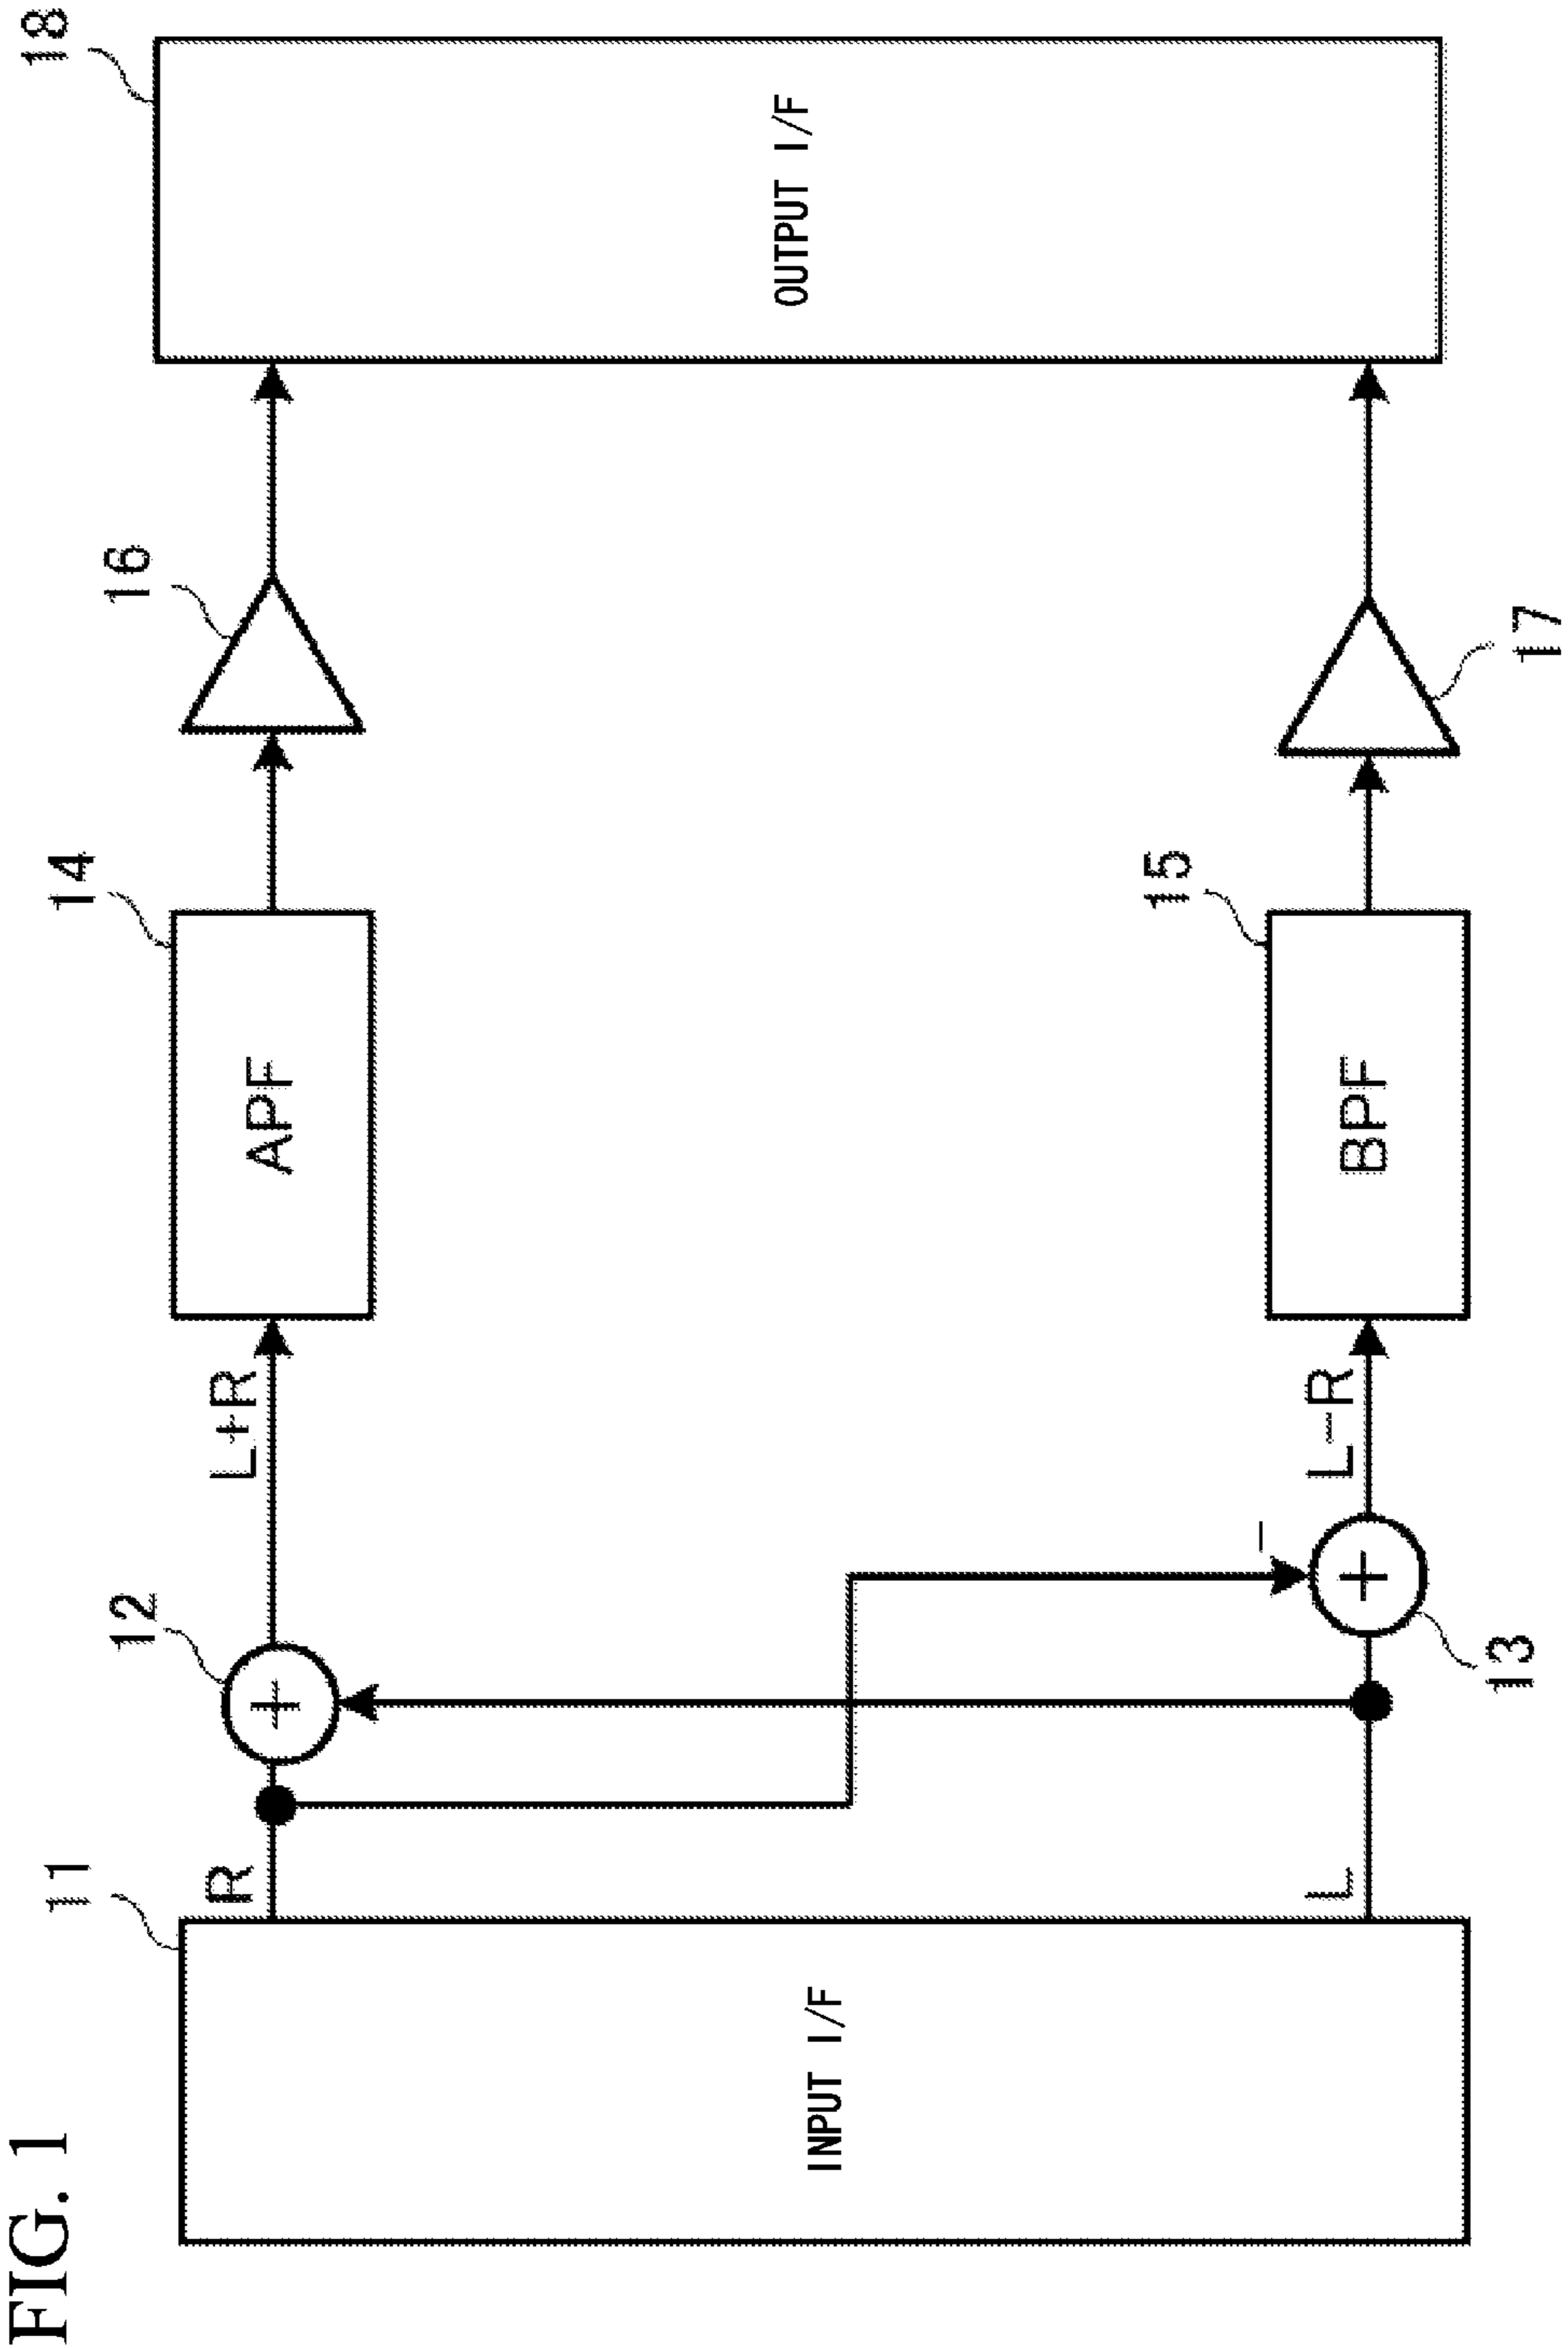 FIG. 1
11
INPUT I/F
R
L
12
13
−
L+R
L−R
14
APF
15
BPF
16
17
18
OUTPUT I/F
+
+